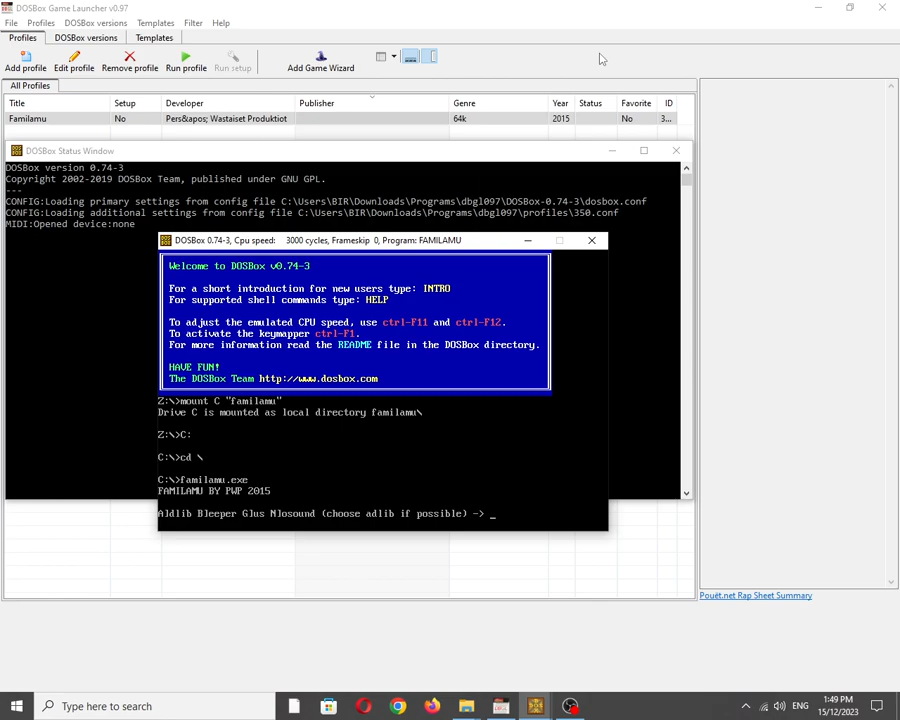 DOSBox Game Launcher v0.97
File Profiles DOSBox versions Templates Filter Help
Profiles DOSBox versions Templates
Add profile Edit profile Remove profile Run profile Run setup Add Game Wizard
All Profiles
Title Setup Developer Publisher Genre Year Status Favorite ID
Familamu No Pers&apos; Wastaiset Produktiot 64k 2015 No 3...
DOSBox Status Window
DOSBox version 0.74-3
Copyright 2002-2019 DOSBox Team, published under GNU GPL.
---
CONFIG:Loading primary settings from config file C:\Users\BIR\Downloads\Programs\dbgl097\DOSBox-0.74-3\dosbox.conf
CONFIG:Loading additional settings from config file C:\Users\BIR\Downloads\Programs\dbgl097\profiles\350.conf
MIDI:Opened device:none
DOSBox 0.74-3, Cpu speed: 3000 cycles, Frameskip 0, Program: FAMILAMU
Welcome to DOSBox v0.74-3
For a short introduction for new users type: INTRO
For supported shell commands type: HELP
To adjust the emulated CPU speed, use ctrl-F11 and ctrl-F12.
To activate the keymapper ctrl-F1.
For more information read the README file in the DOSBox directory.
HAVE FUN!
The DOSBox Team http://www.dosbox.com
Z:\>mount C "familamu"
Drive C is mounted as local directory familamu\
Z:\>C:
C:\>cd \
C:\>familamu.exe
FAMILAMU BY PWP 2015
A]dlib B]eeper G]us N]osound (choose adlib if possible) -> _
Pouët.net Rap Sheet Summary
Type here to search
ENG
1:49 PM
15/12/2023